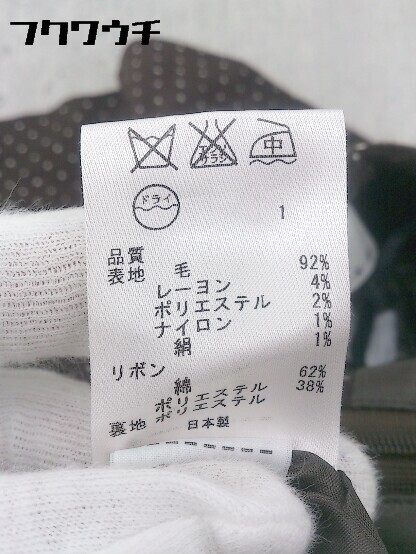 フクワウチ
エンソ
サラシ
中
ドライ
1
品質
表地 毛 92%
レーヨン 4%
ポリエステル 2%
ナイロン 1%
絹 1%
リボン
綿 62%
ポリエステル 38%
裏地 ポリエステル
日本製